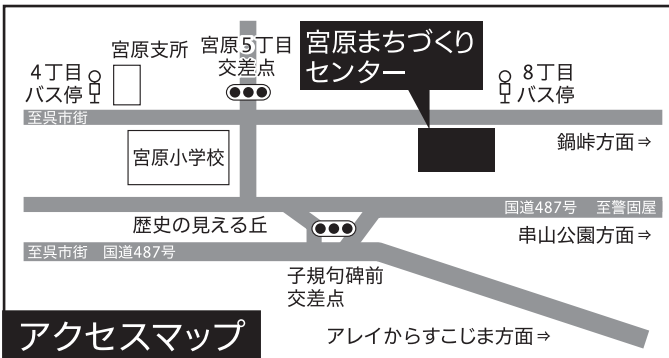 宮原支所
宮原5丁目
交差点
宮原まちづくり
センター
4丁目
バス停
8丁目
バス停
至呉市街
鍋峠方面⇒
宮原小学校
国道487号 至警固屋
歴史の見える丘
串山公園方面⇒
至呉市街 国道487号
子規句碑前
交差点
アクセスマップ
アレイからすこじま方面⇒